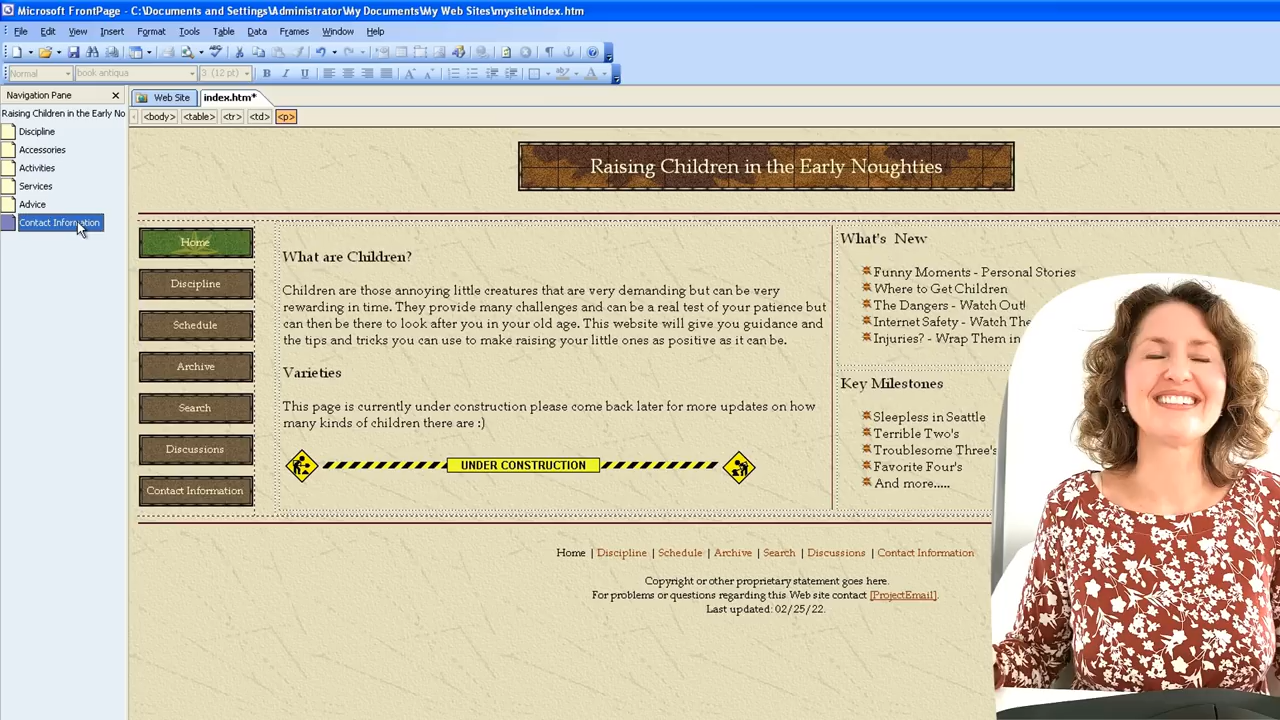 Microsoft FrontPage - C:\Documents and Settings\Administrator\My Documents\My Web Sites\mysite\index.htm
File Edit View Insert Format Tools Table Data Frames Window Help
Normal book antiqua 3 (12 pt)
Navigation Pane
Web Site index.htm*
Raising Children in the Early No
<body> <table> <tr> <td> <p>
Discipline
Accessories
Activities
Services
Advice
Contact Information
Raising Children in the Early Noughties
Home
Discipline
Schedule
Archive
Search
Discussions
Contact Information
What are Children?
Children are those annoying little creatures that are very demanding but can be very
rewarding in time. They provide many challenges and can be a real test of your patience but
can then be there to look after you in your old age. This website will give you guidance and
the tips and tricks you can use to make raising your little ones as positive as it can be.
Varieties
This page is currently under construction please come back later for more updates on how
many kinds of children there are :)
UNDER CONSTRUCTION
What's New
Funny Moments - Personal Stories
Where to Get Children
The Dangers - Watch Out!
Internet Safety - Watch The
Injuries? - Wrap Them in
Key Milestones
Sleepless in Seattle
Terrible Two's
Troublesome Three's
Favorite Four's
And more.....
Home | Discipline | Schedule | Archive | Search | Discussions | Contact Information
Copyright or other proprietary statement goes here.
For problems or questions regarding this Web site contact [ProjectEmail].
Last updated: 02/25/22.